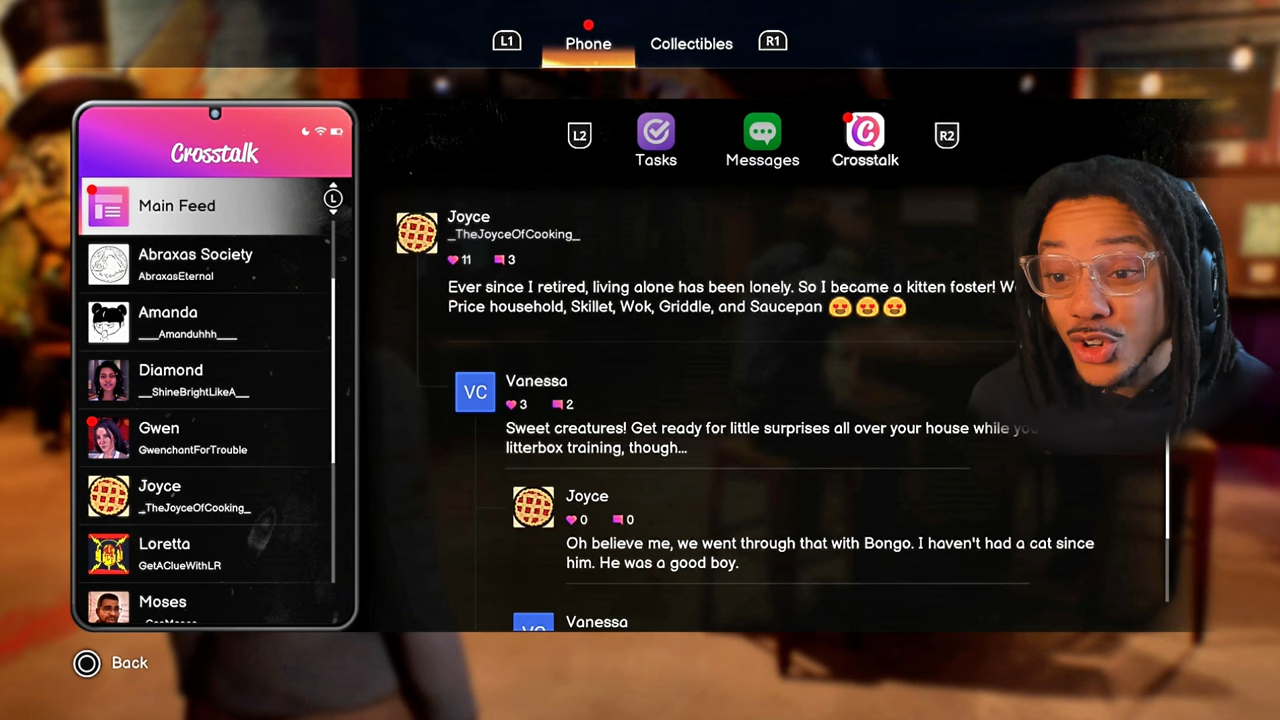 L1
Phone
Collectibles
R1
Crosstalk
L2
Tasks
Messages
Crosstalk
R2
Main Feed
L
Abraxas Society
AbraxasEternal
Amanda
___Amanduhhh___
Diamond
__ShineBrightLikeA__
Gwen
GwenchantForTrouble
Joyce
_TheJoyceOfCooking_
Loretta
GetAClueWithLR
Moses
Joyce
_TheJoyceOfCooking_
11 3
Ever since I retired, living alone has been lonely. So I became a kitten foster!
Price household, Skillet, Wok, Griddle, and Saucepan 😍😍😍
VC
Vanessa
3 2
Sweet creatures! Get ready for little surprises all over your house while
litterbox training, though...
Joyce
0 0
Oh believe me, we went through that with Bongo. I haven't had a cat since
him. He was a good boy.
VC
Vanessa
Back